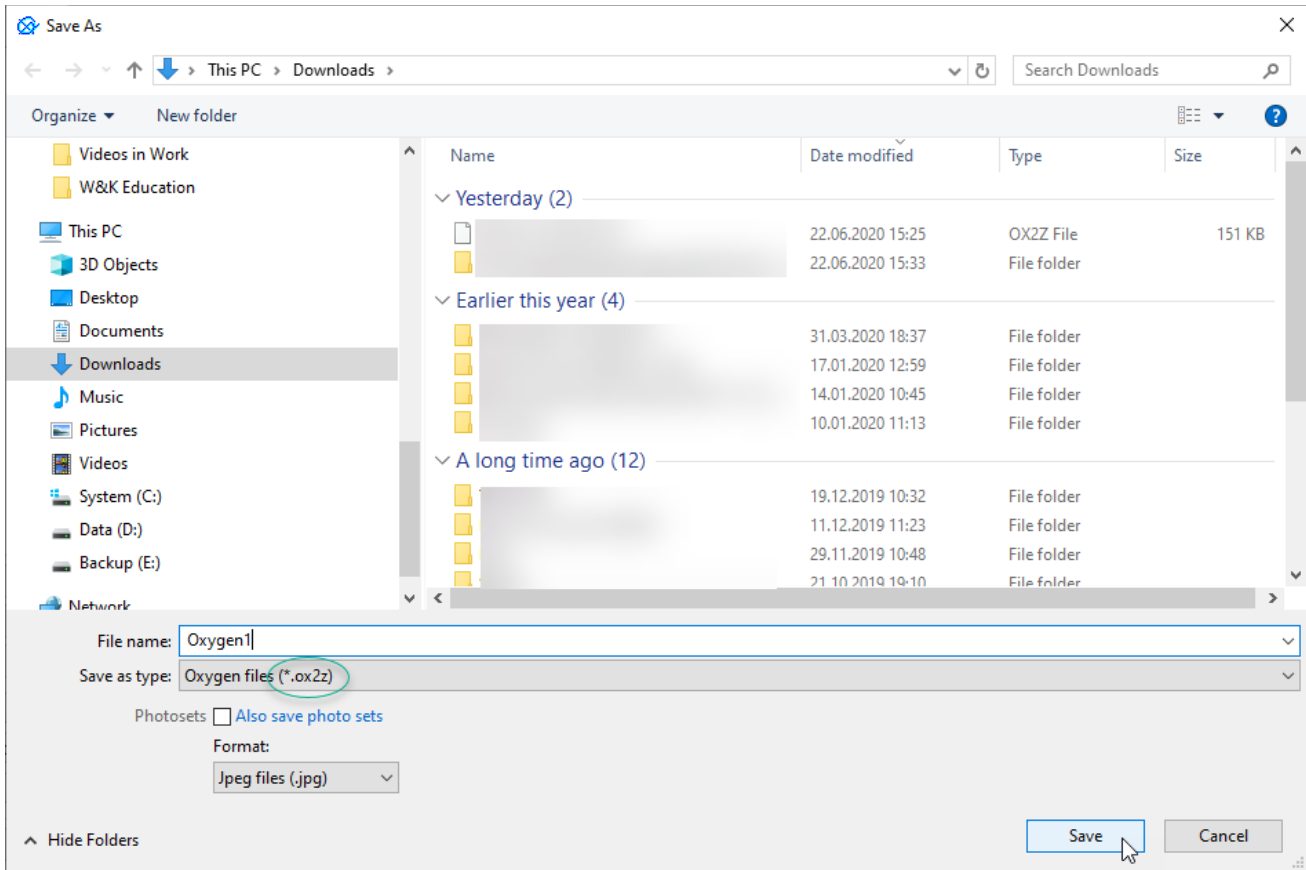 Save As
This PC > Downloads >
Search Downloads
Organize
New folder
?
Videos in Work
W&K Education
This PC
3D Objects
Desktop
Documents
Downloads
Music
Pictures
Videos
System (C:)
Data (D:)
Backup (E:)
Network
Name Date modified Type Size
Yesterday (2)
22.06.2020 15:25 OX2Z File 151 KB
22.06.2020 15:33 File folder
Earlier this year (4)
31.03.2020 18:37 File folder
17.01.2020 12:59 File folder
14.01.2020 10:45 File folder
10.01.2020 11:13 File folder
A long time ago (12)
19.12.2019 10:32 File folder
11.12.2019 11:23 File folder
29.11.2019 10:48 File folder
21.10.2019 19:10 File folder
File name: Oxygen1
Save as type: Oxygen files (*.ox2z)
Photosets Also save photo sets
Format:
Jpeg files (.jpg)
Hide Folders
Save
Cancel